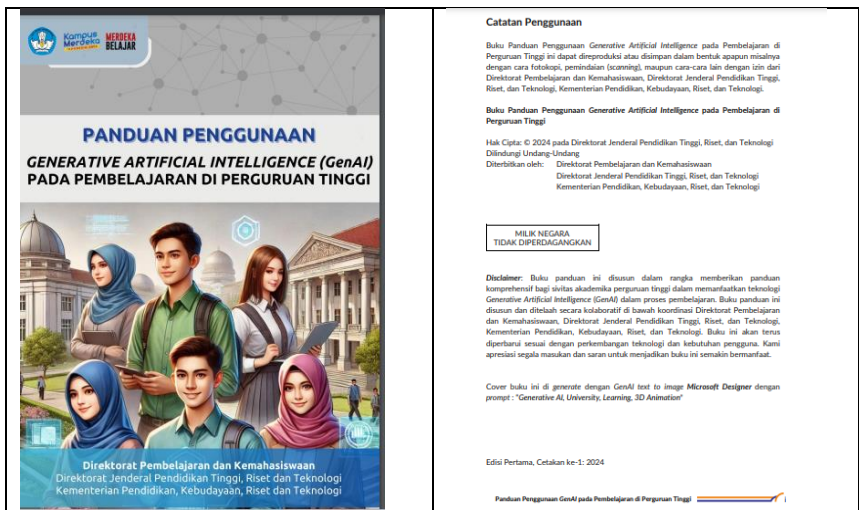 Kampus
Merdeka
INDONESIA JAYA
MERDEKA
BELAJAR
PANDUAN PENGGUNAAN
GENERATIVE ARTIFICIAL INTELLIGENCE (GenAI)
PADA PEMBELAJARAN DI PERGURUAN TINGGI
Direktorat Pembelajaran dan Kemahasiswaan
Direktorat Jenderal Pendidikan Tinggi, Riset dan Teknologi
Kementerian Pendidikan, Kebudayaan, Riset dan Teknologi
Catatan Penggunaan
Buku Panduan Penggunaan Generative Artificial Intelligence pada Pembelajaran di
Perguruan Tinggi ini dapat direproduksi atau disimpan dalam bentuk apapun misalnya
dengan cara fotokopi, pemindaian (scanning), maupun cara-cara lain dengan izin dari
Direktorat Pembelajaran dan Kemahasiswaan, Direktorat Jenderal Pendidikan Tinggi,
Riset, dan Teknologi, Kementerian Pendidikan, Kebudayaan, Riset, dan Teknologi.
Buku Panduan Penggunaan Generative Artificial Intelligence pada Pembelajaran di
Perguruan Tinggi
Hak Cipta: © 2024 pada Direktorat Jenderal Pendidikan Tinggi, Riset, dan Teknologi
Dilindungi Undang-Undang
Diterbitkan oleh: Direktorat Pembelajaran dan Kemahasiswaan
Direktorat Jenderal Pendidikan Tinggi, Riset, dan Teknologi
Kementerian Pendidikan, Kebudayaan, Riset, dan Teknologi
MILIK NEGARA
TIDAK DIPERDAGANGKAN
Disclaimer: Buku panduan ini disusun dalam rangka memberikan panduan
komprehensif bagi sivitas akademika perguruan tinggi dalam memanfaatkan teknologi
Generative Artificial Intelligence (GenAI) dalam proses pembelajaran. Buku panduan ini
disusun dan ditelaah secara kolaboratif di bawah koordinasi Direktorat Pembelajaran
dan Kemahasiswaan, Direktorat Jenderal Pendidikan Tinggi, Riset, dan Teknologi,
Kementerian Pendidikan, Kebudayaan, Riset, dan Teknologi. Buku ini akan terus
diperbarui sesuai dengan perkembangan teknologi dan kebutuhan pengguna. Kami
apresiasi segala masukan dan saran untuk menjadikan buku ini semakin bermanfaat.
Cover buku ini di generate dengan GenAI text to image Microsoft Designer dengan
prompt : "Generative AI, University, Learning, 3D Animation"
Edisi Pertama, Cetakan ke-1: 2024
Panduan Penggunaan GenAI pada Pembelajaran di Perguruan Tinggi